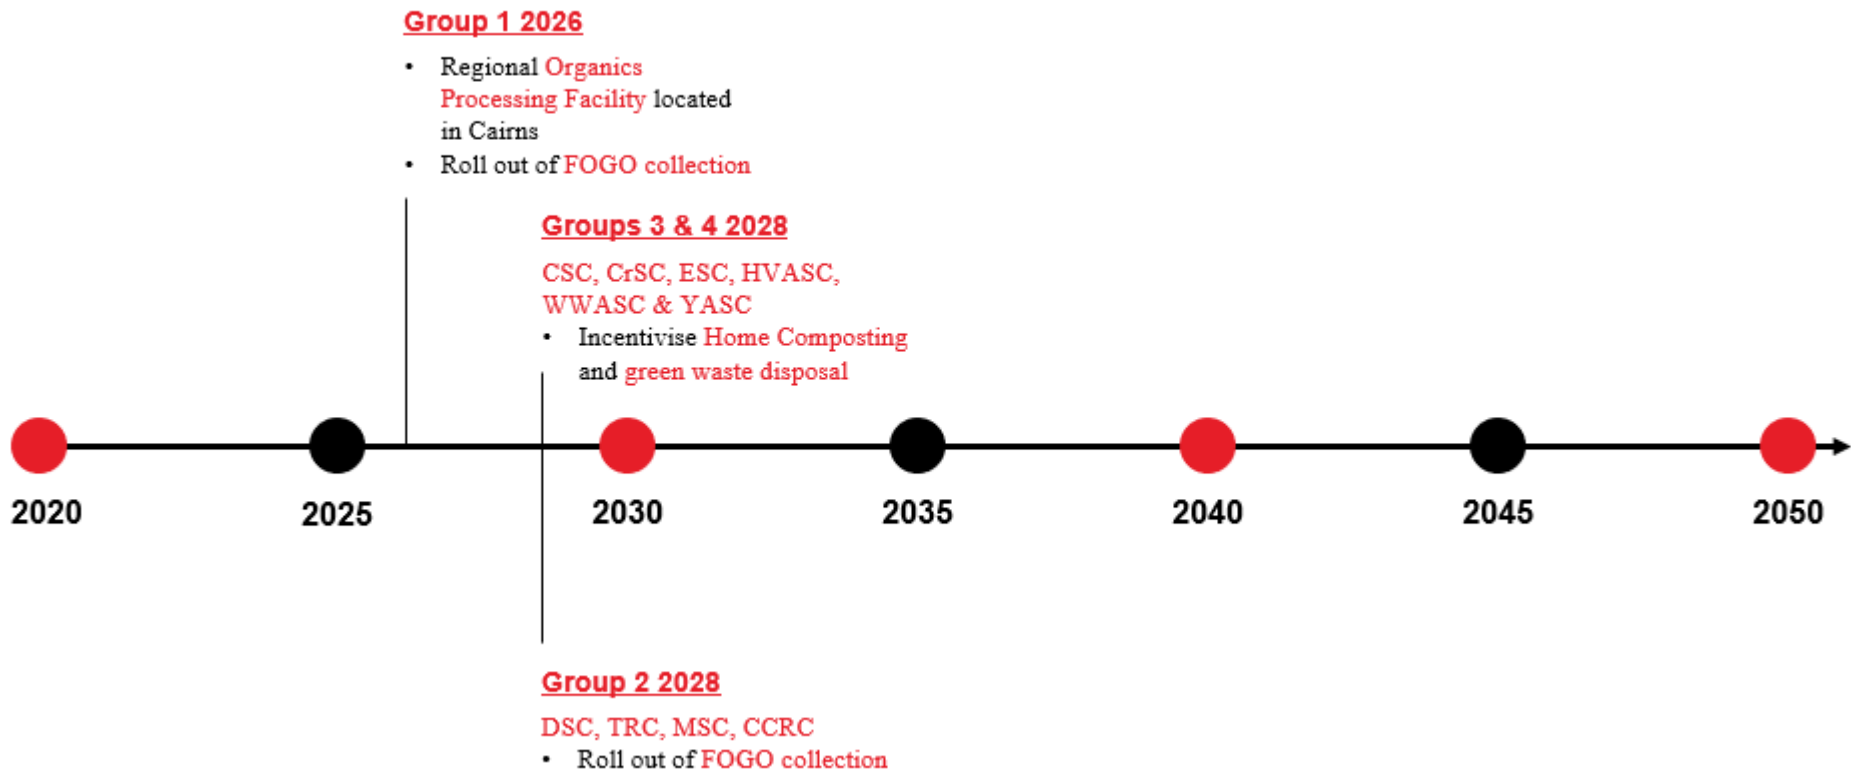 Group 1 2026
• Regional Organics
Processing Facility located
in Cairns
• Roll out of FOGO collection
Groups 3 & 4 2028
CSC, CrSC, ESC, HVASC,
WWASC & YASC
• Incentivise Home Composting
and green waste disposal
2020 2025 2030 2035 2040 2045 2050
Group 2 2028
DSC, TRC, MSC, CCRC
• Roll out of FOGO collection